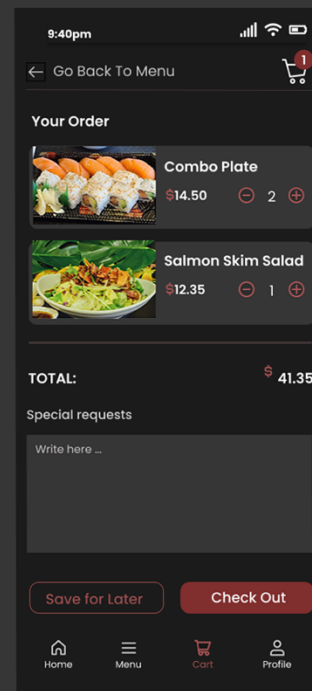 9:40pm
1
Go Back To Menu
Your Order
Combo Plate
$14.50 2
Salmon Skim Salad
$12.35 1
TOTAL: $ 41.35
Special requests
Write here ...
Save for Later Check Out
Home Menu Cart Profile